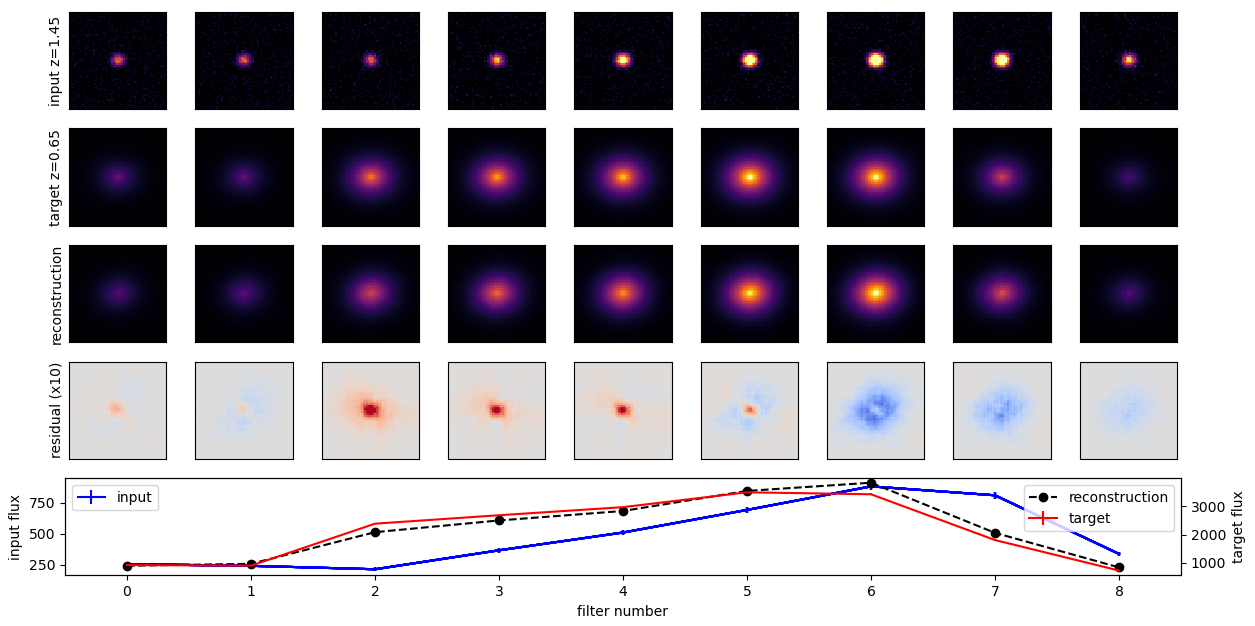 input z=1.45
target z=0.65
reconstruction
residual (x10)
input
reconstruction
target
input flux
750
500
250
3000
2000
1000
target flux
0 1 2 3 4 5 6 7 8
filter number